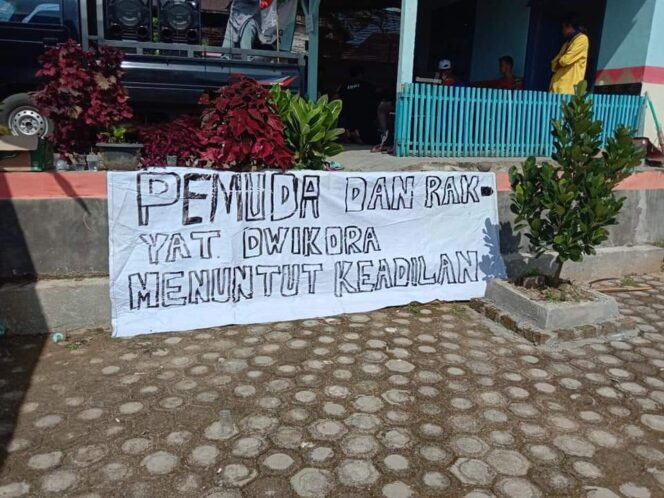 PEMUDA DAN RAK-
YAT DWIKORA
MENUNTUT KEADILAN